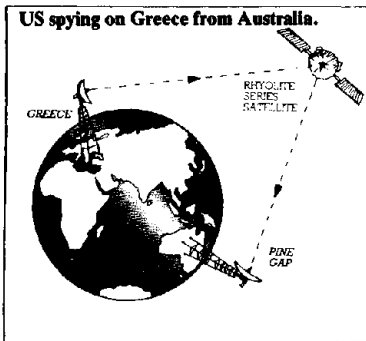 US spying on Greece from Australia.
GREECE
RHYOLITE
SERIES
SATELLITE
PINE
GAP